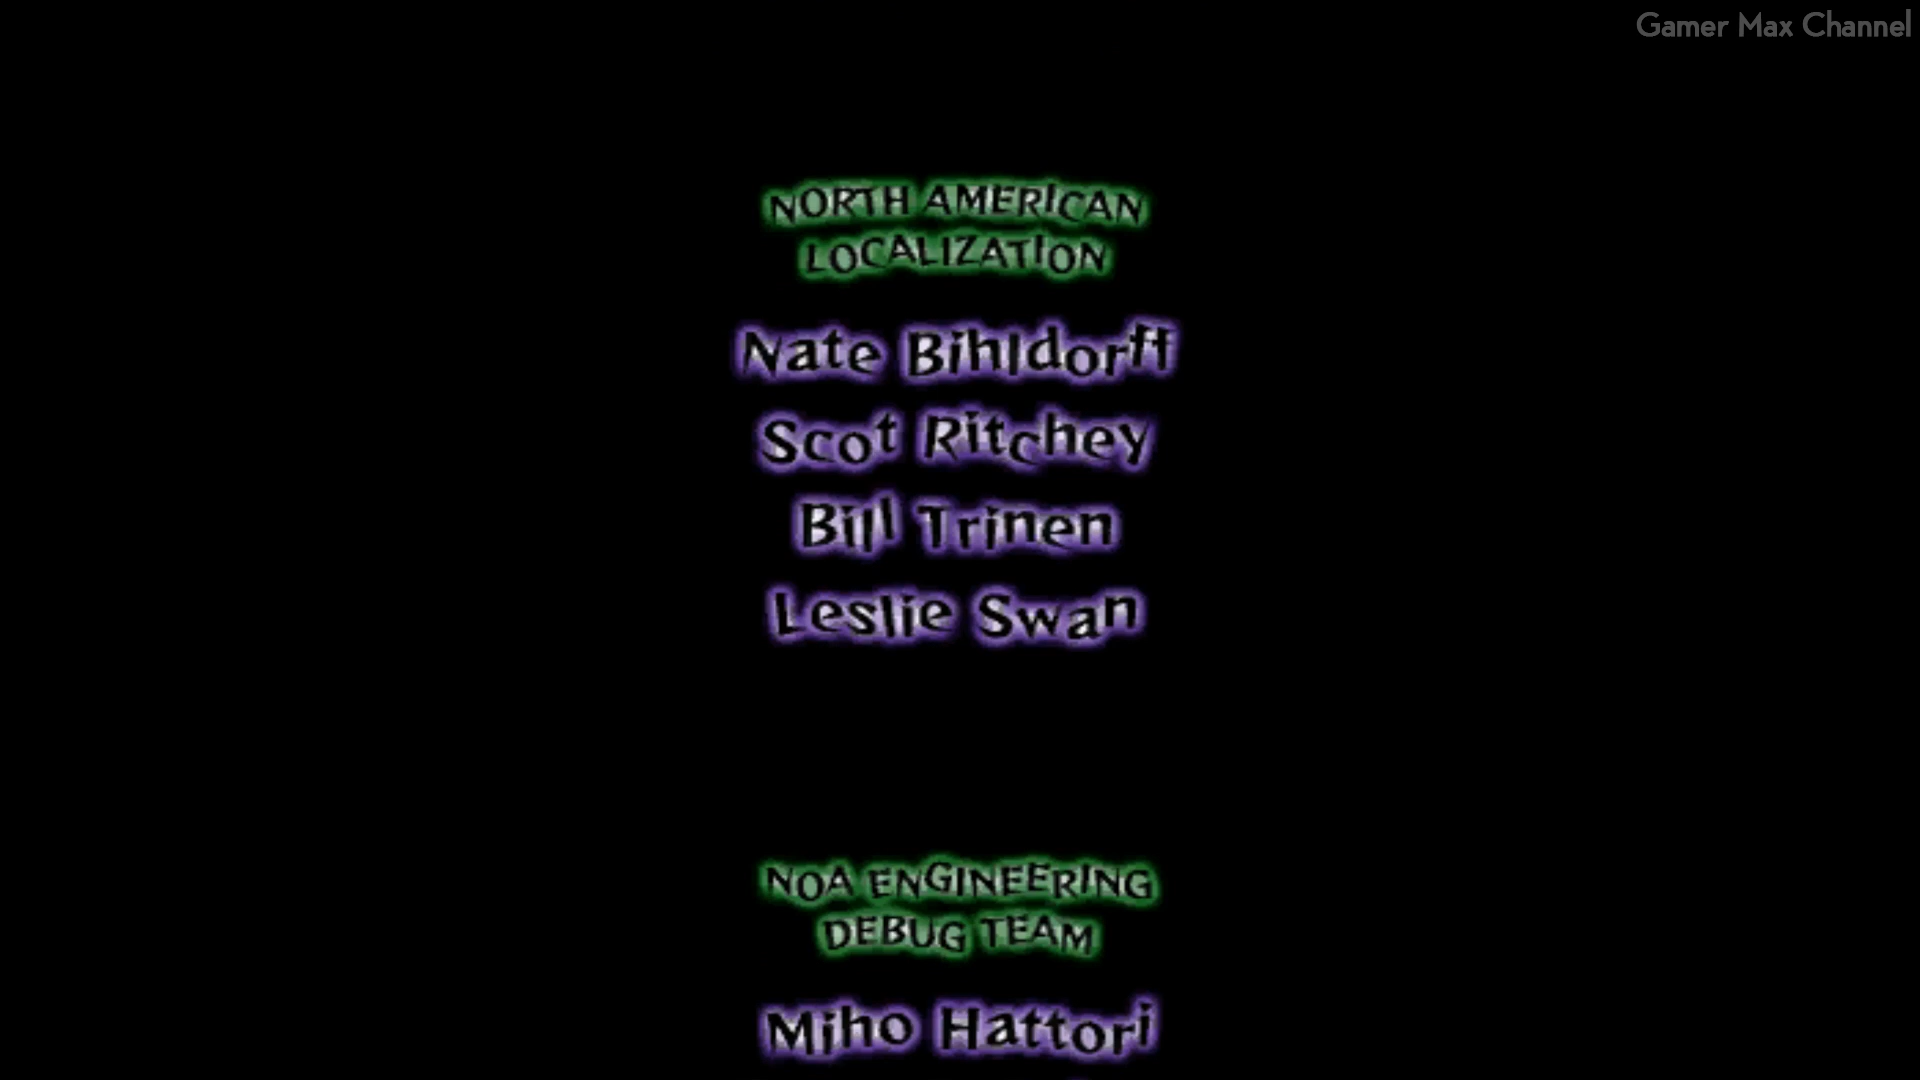 Gamer Max Channel
NORTH AMERICAN
LOCALIZATION
Nate Bihldorff
Scot Ritchey
Bill Trinen
Leslie Swan
NOA ENGINEERING
DEBUG TEAM
Miho Hattori